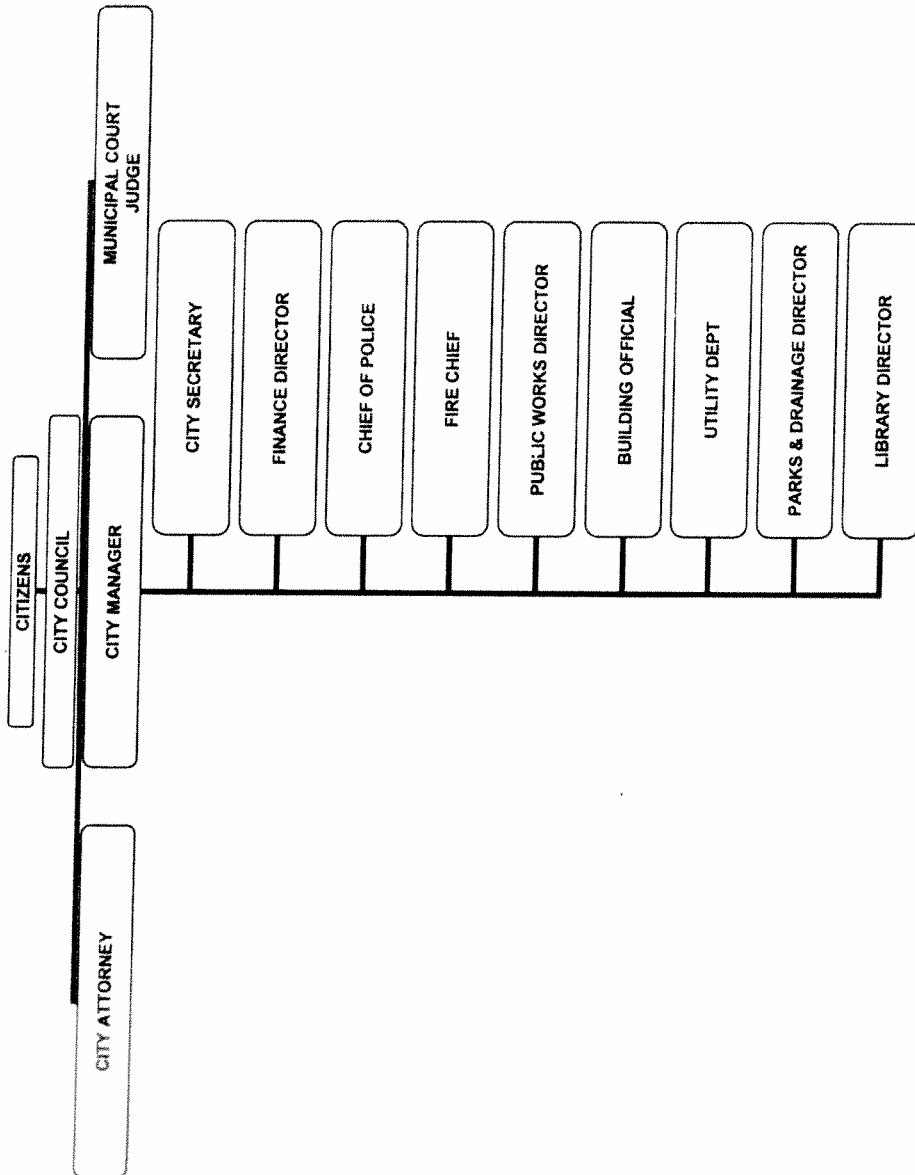 CITIZENS
CITY COUNCIL
CITY ATTORNEY
CITY MANAGER
MUNICIPAL COURT
JUDGE
CITY SECRETARY
FINANCE DIRECTOR
CHIEF OF POLICE
FIRE CHIEF
PUBLIC WORKS DIRECTOR
BUILDING OFFICIAL
UTILITY DEPT
PARKS & DRAINAGE DIRECTOR
LIBRARY DIRECTOR